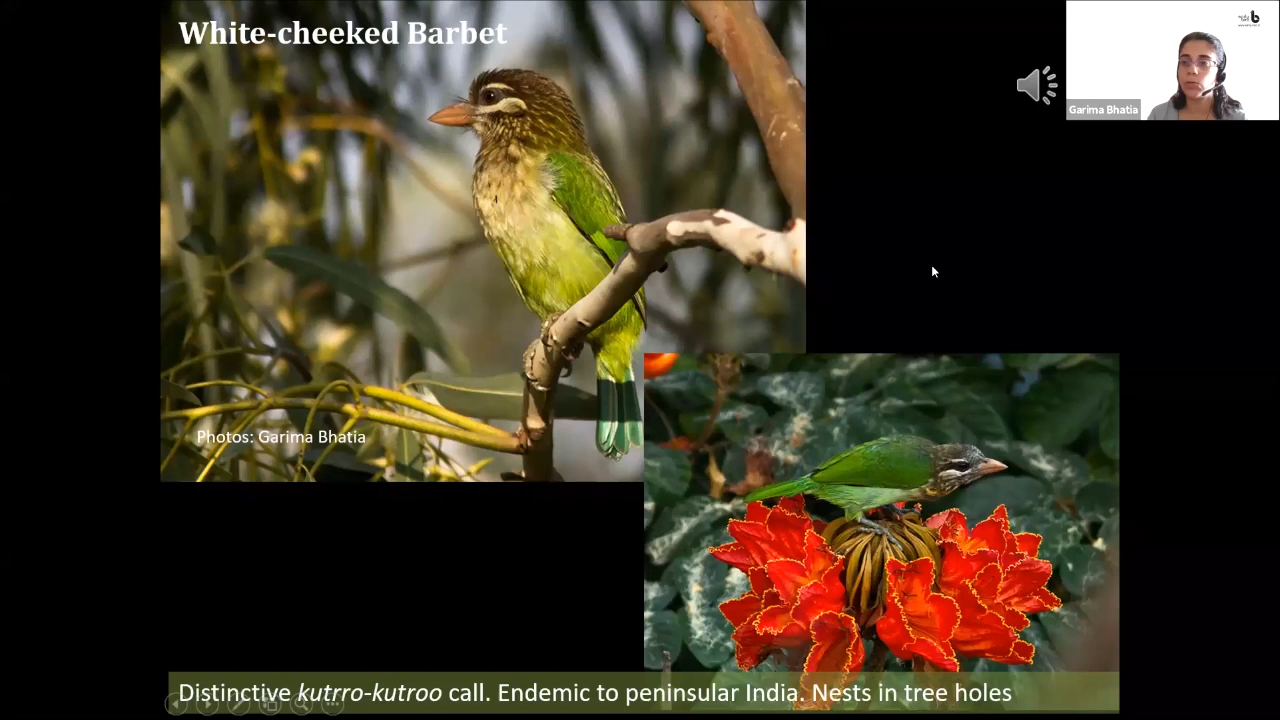 White-cheeked Barbet
Garima Bhatia
Photos: Garima Bhatia
Distinctive kutrro-kutroo call. Endemic to peninsular India. Nests in tree holes